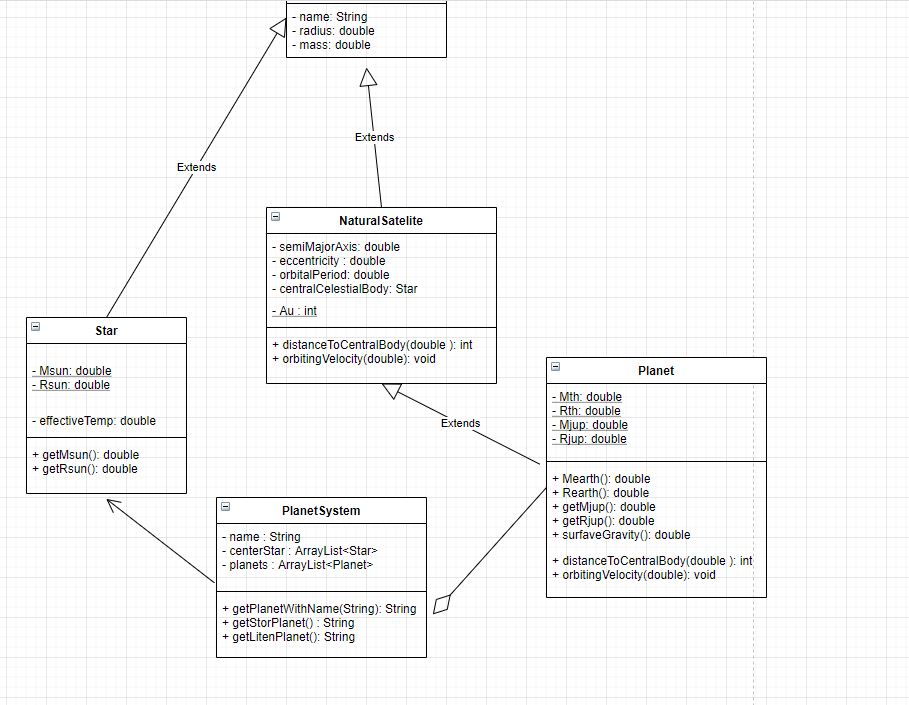 - name: String
- radius: double
- mass: double
Extends
Extends
NaturalSatelite
- semiMajorAxis: double
- eccentricity : double
- orbitalPeriod: double
- centralCelestialBody: Star
- Au : int
+ distanceToCentralBody(double ): int
+ orbitingVelocity(double): void
Star
- Msun: double
- Rsun: double
- effectiveTemp: double
+ getMsun(): double
+ getRsun(): double
Extends
Planet
- Mth: double
- Rth: double
- Mjup: double
- Rjup: double
+ Mearth(): double
+ Rearth(): double
+ getMjup(): double
+ getRjup(): double
+ surfaveGravity(): double
+ distanceToCentralBody(double ): int
+ orbitingVelocity(double): void
PlanetSystem
- name : String
- centerStar : ArrayList<Star>
- planets : ArrayList<Planet>
+ getPlanetWithName(String): String
+ getStorPlanet() : String
+ getLitenPlanet(): String